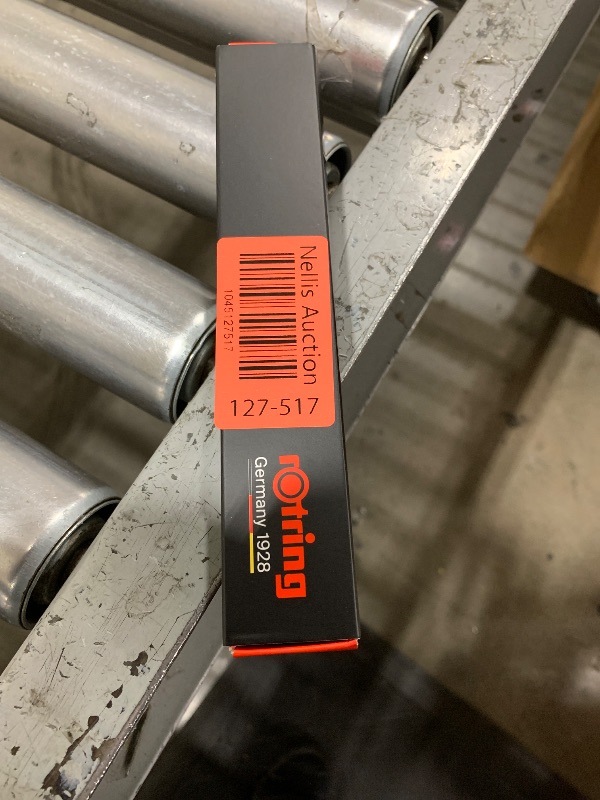 Nellis Auction
1045127517
127-517
rOtring
Germany 1928